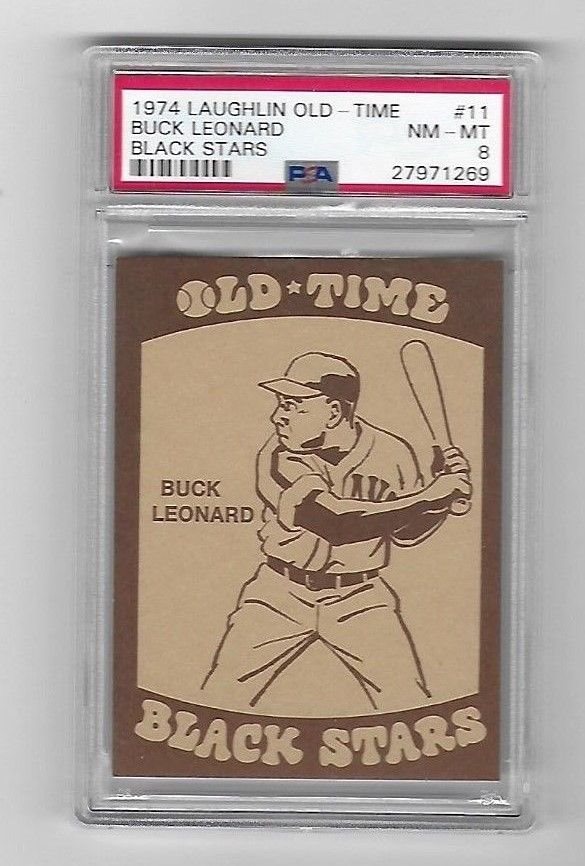 1974 LAUGHLIN OLD-TIME #11
BUCK LEONARD NM-MT
BLACK STARS 8
PSA 27971269
OLD★TIME
BUCK
LEONARD
BLACK STARS